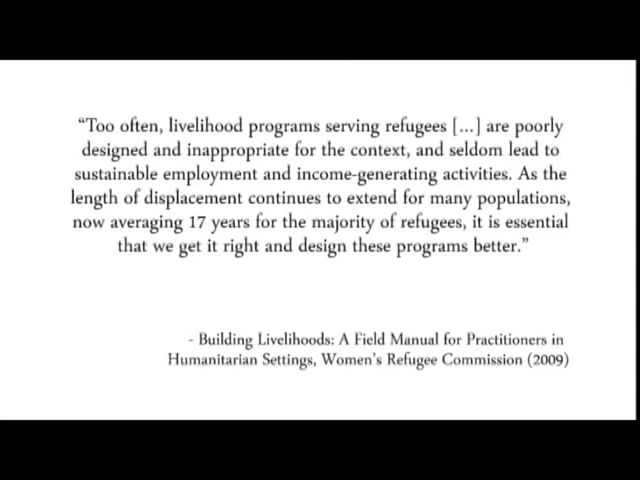 “Too often, livelihood programs serving refugees [...] are poorly
designed and inappropriate for the context, and seldom lead to
sustainable employment and income-generating activities. As the
length of displacement continues to extend for many populations,
now averaging 17 years for the majority of refugees, it is essential
that we get it right and design these programs better.”
- Building Livelihoods: A Field Manual for Practitioners in
Humanitarian Settings, Women’s Refugee Commission (2009)